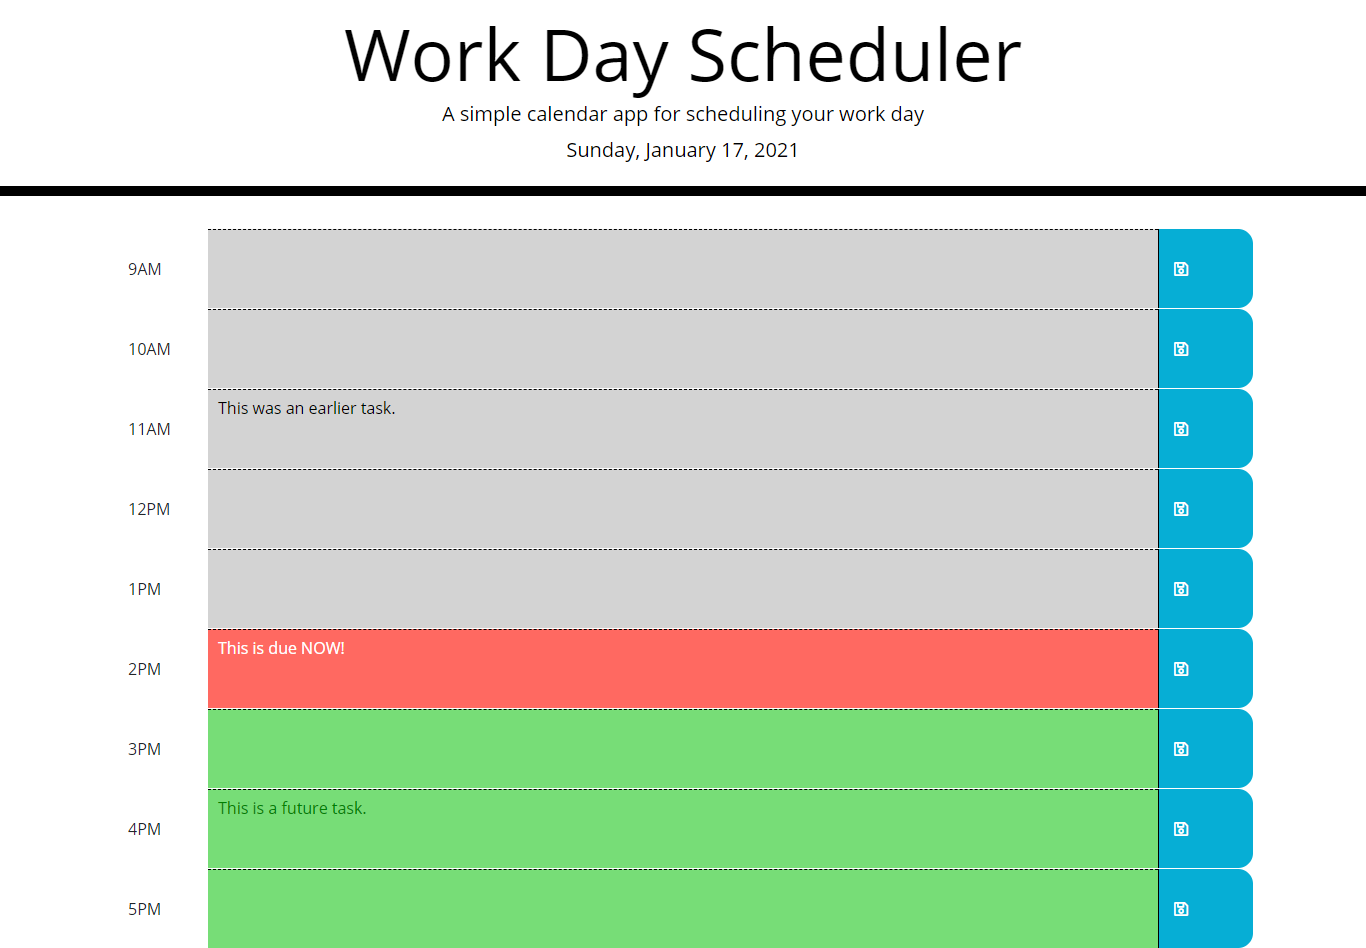 Work Day Scheduler
A simple calendar app for scheduling your work day
Sunday, January 17, 2021
9AM
10AM
This was an earlier task.
11AM
12PM
1PM
This is due NOW!
2PM
3PM
This is a future task.
4PM
5PM